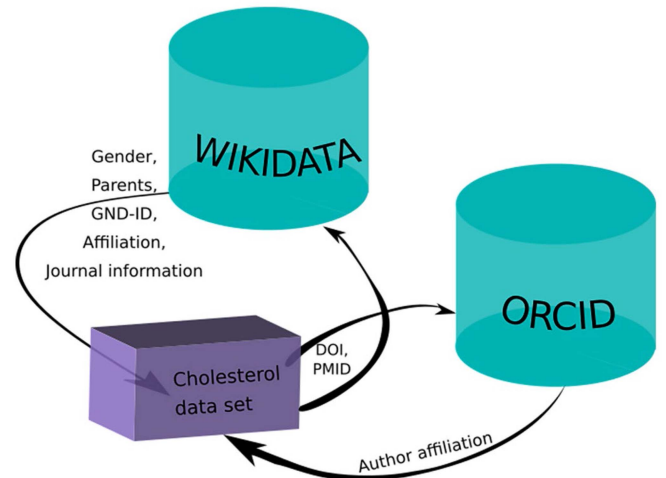 WIKIDATA
Gender,
Parents,
GND-ID,
Affiliation,
Journal information
ORCID
DOI,
PMID
Cholesterol
data set
Author affiliation